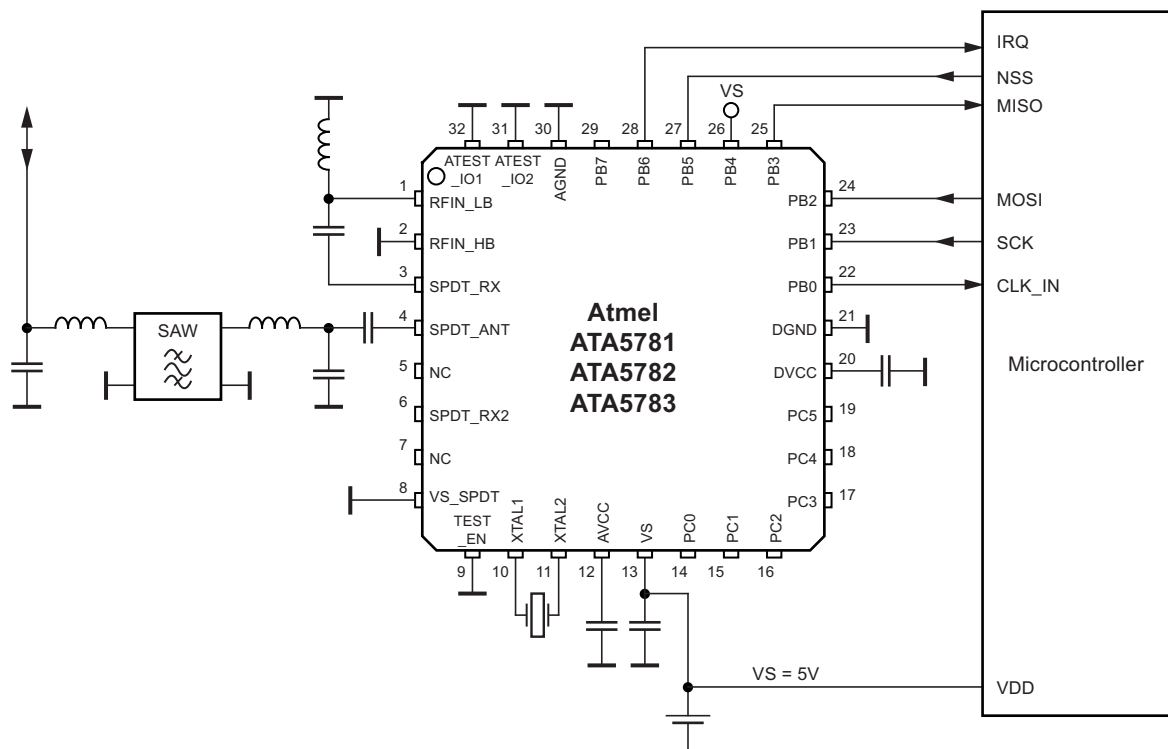 IRQ
NSS
MISO
VS
32 31 30 29 28 27 26 25
ATEST
_IO1
ATEST
_IO2
AGND
PB7
PB6
PB5
PB4
PB3
1 RFIN_LB
2 RFIN_HB
3 SPDT_RX
4 SPDT_ANT
5 NC
6 SPDT_RX2
7 NC
8 VS_SPDT
SAW
Atmel
ATA5781
ATA5782
ATA5783
PB2 24 MOSI
PB1 23 SCK
PB0 22 CLK_IN
DGND 21
DVCC 20
PC5 19
PC4 18
PC3 17
Microcontroller
TEST
_EN
XTAL1
XTAL2
AVCC
VS
PC0
PC1
PC2
9 10 11 12 13 14 15 16
VS = 5V
VDD